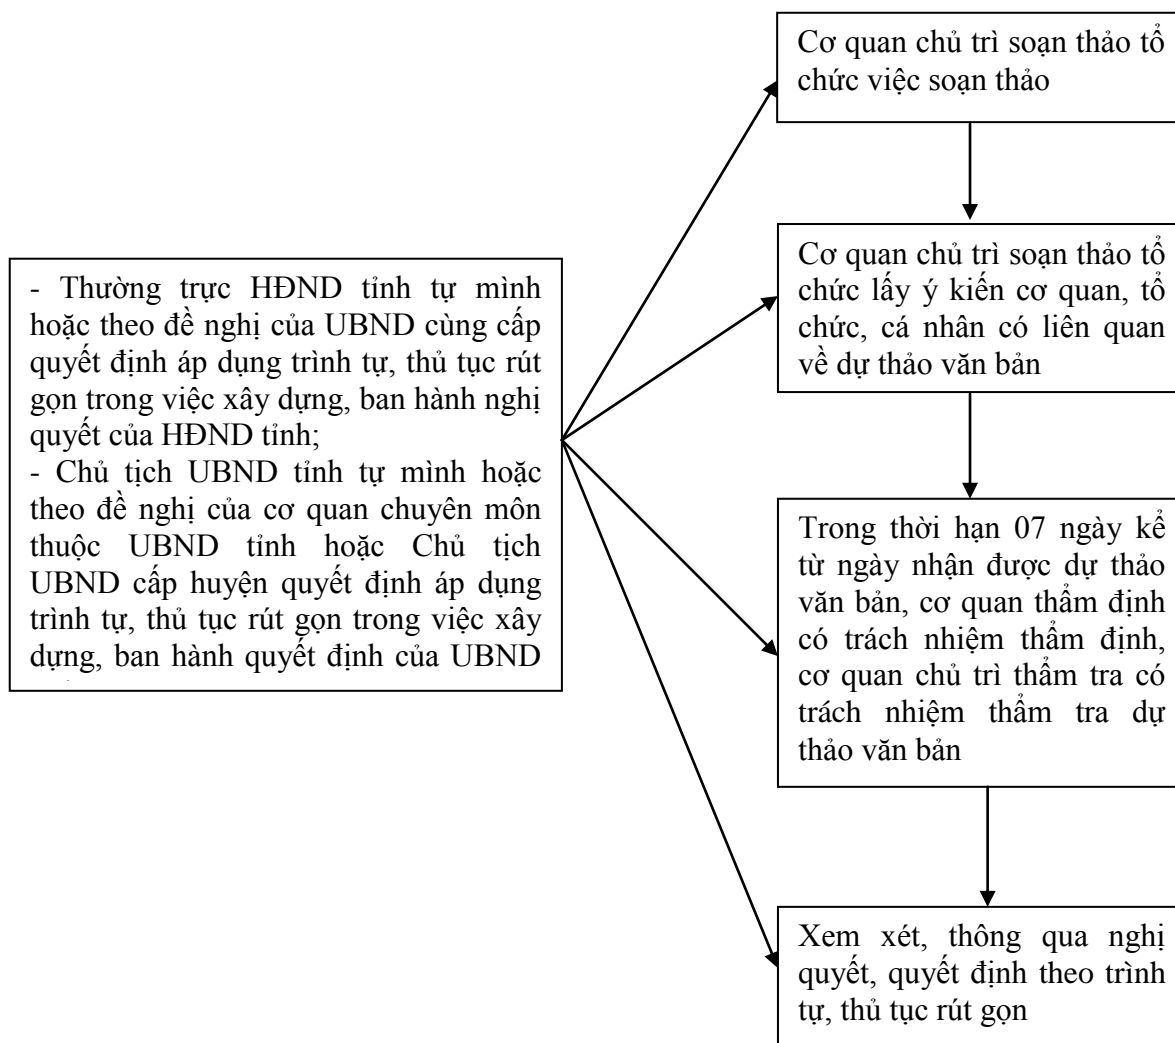 - Thường trực HĐND tỉnh tự mình
hoặc theo đề nghị của UBND cùng cấp
quyết định áp dụng trình tự, thủ tục rút
gọn trong việc xây dựng, ban hành nghị
quyết của HĐND tỉnh;
- Chủ tịch UBND tỉnh tự mình hoặc
theo đề nghị của cơ quan chuyên môn
thuộc UBND tỉnh hoặc Chủ tịch
UBND cấp huyện quyết định áp dụng
trình tự, thủ tục rút gọn trong việc xây
dựng, ban hành quyết định của UBND
Cơ quan chủ trì soạn thảo tổ
chức việc soạn thảo
Cơ quan chủ trì soạn thảo tổ
chức lấy ý kiến cơ quan, tổ
chức, cá nhân có liên quan
về dự thảo văn bản
Trong thời hạn 07 ngày kể
từ ngày nhận được dự thảo
văn bản, cơ quan thẩm định
có trách nhiệm thẩm định,
cơ quan chủ trì thẩm tra có
trách nhiệm thẩm tra dự
thảo văn bản
Xem xét, thông qua nghị
quyết, quyết định theo trình
tự, thủ tục rút gọn